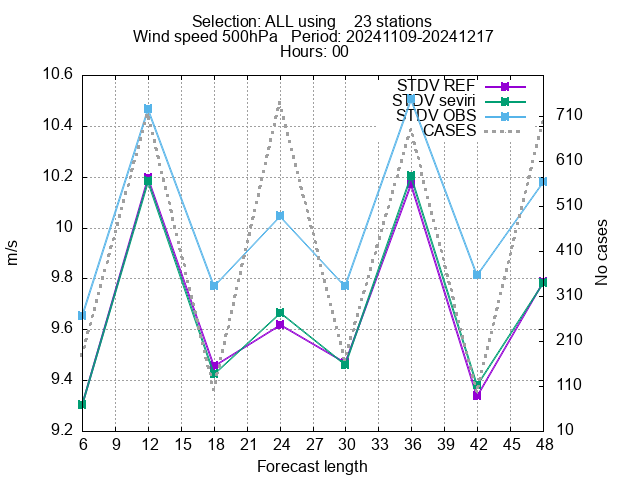 Selection: ALL using 23 stations
Wind speed 500hPa Period: 20241109-20241217
Hours: 00
STDV REF
STDV seviri
STDV OBS
CASES
10.6
10.4
10.2
10
9.8
9.6
9.4
9.2
m/s
710
610
510
410
310
210
110
10
No cases
6 9 12 15 18 21 24 27 30 33 36 39 42 45 48
Forecast length